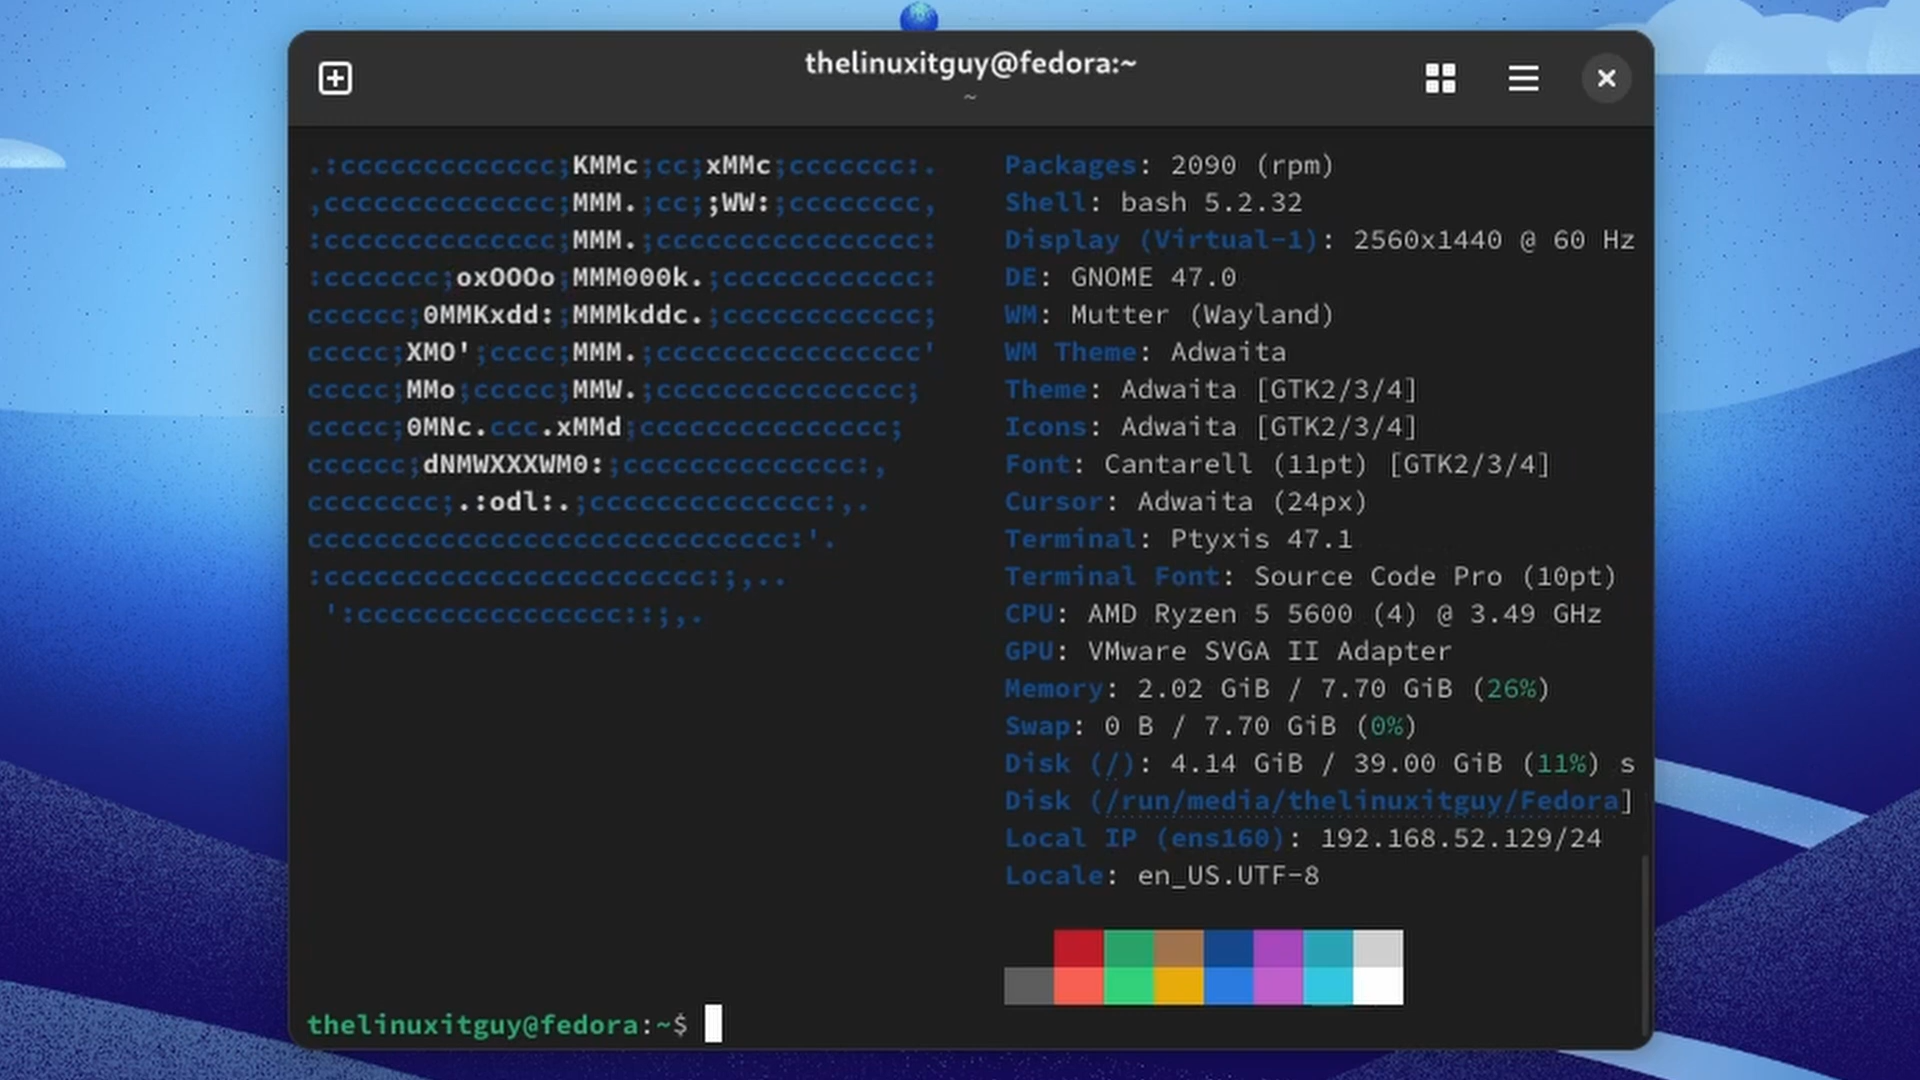 thelinuxitguy@fedora:~
~
.:ccccccccccccc;KMMc;cc;xMMc;ccccccc:. Packages: 2090 (rpm)
,cccccccccccccc;MMM.;cc;;WW:;cccccccc, Shell: bash 5.2.32
:cccccccccccccc;MMM.;cccccccccccccccc: Display (Virtual-1): 2560x1440 @ 60 Hz
:ccccccc;oxOOOo;MMM000k.;cccccccccccc: DE: GNOME 47.0
cccccc;0MMKxdd:;MMMkddc.;cccccccccccc; WM: Mutter (Wayland)
ccccc;XMO';cccc;MMM.;cccccccccccccccc' WM Theme: Adwaita
ccccc;MMo;ccccc;MMW.;ccccccccccccccc; Theme: Adwaita [GTK2/3/4]
ccccc;0MNc.ccc.xMMd;ccccccccccccccc; Icons: Adwaita [GTK2/3/4]
cccccc;dNMWXXXWM0:;cccccccccccccc:, Font: Cantarell (11pt) [GTK2/3/4]
cccccccc;.:odl:.;cccccccccccccc:,. Cursor: Adwaita (24px)
ccccccccccccccccccccccccccccc:'. Terminal: Ptyxis 47.1
:ccccccccccccccccccccccc:;,.. Terminal Font: Source Code Pro (10pt)
':cccccccccccccccc::;,. CPU: AMD Ryzen 5 5600 (4) @ 3.49 GHz
GPU: VMware SVGA II Adapter
Memory: 2.02 GiB / 7.70 GiB (26%)
Swap: 0 B / 7.70 GiB (0%)
Disk (/): 4.14 GiB / 39.00 GiB (11%) s
Disk (/run/media/thelinuxitguy/Fedora]
Local IP (ens160): 192.168.52.129/24
Locale: en_US.UTF-8
thelinuxitguy@fedora:~$